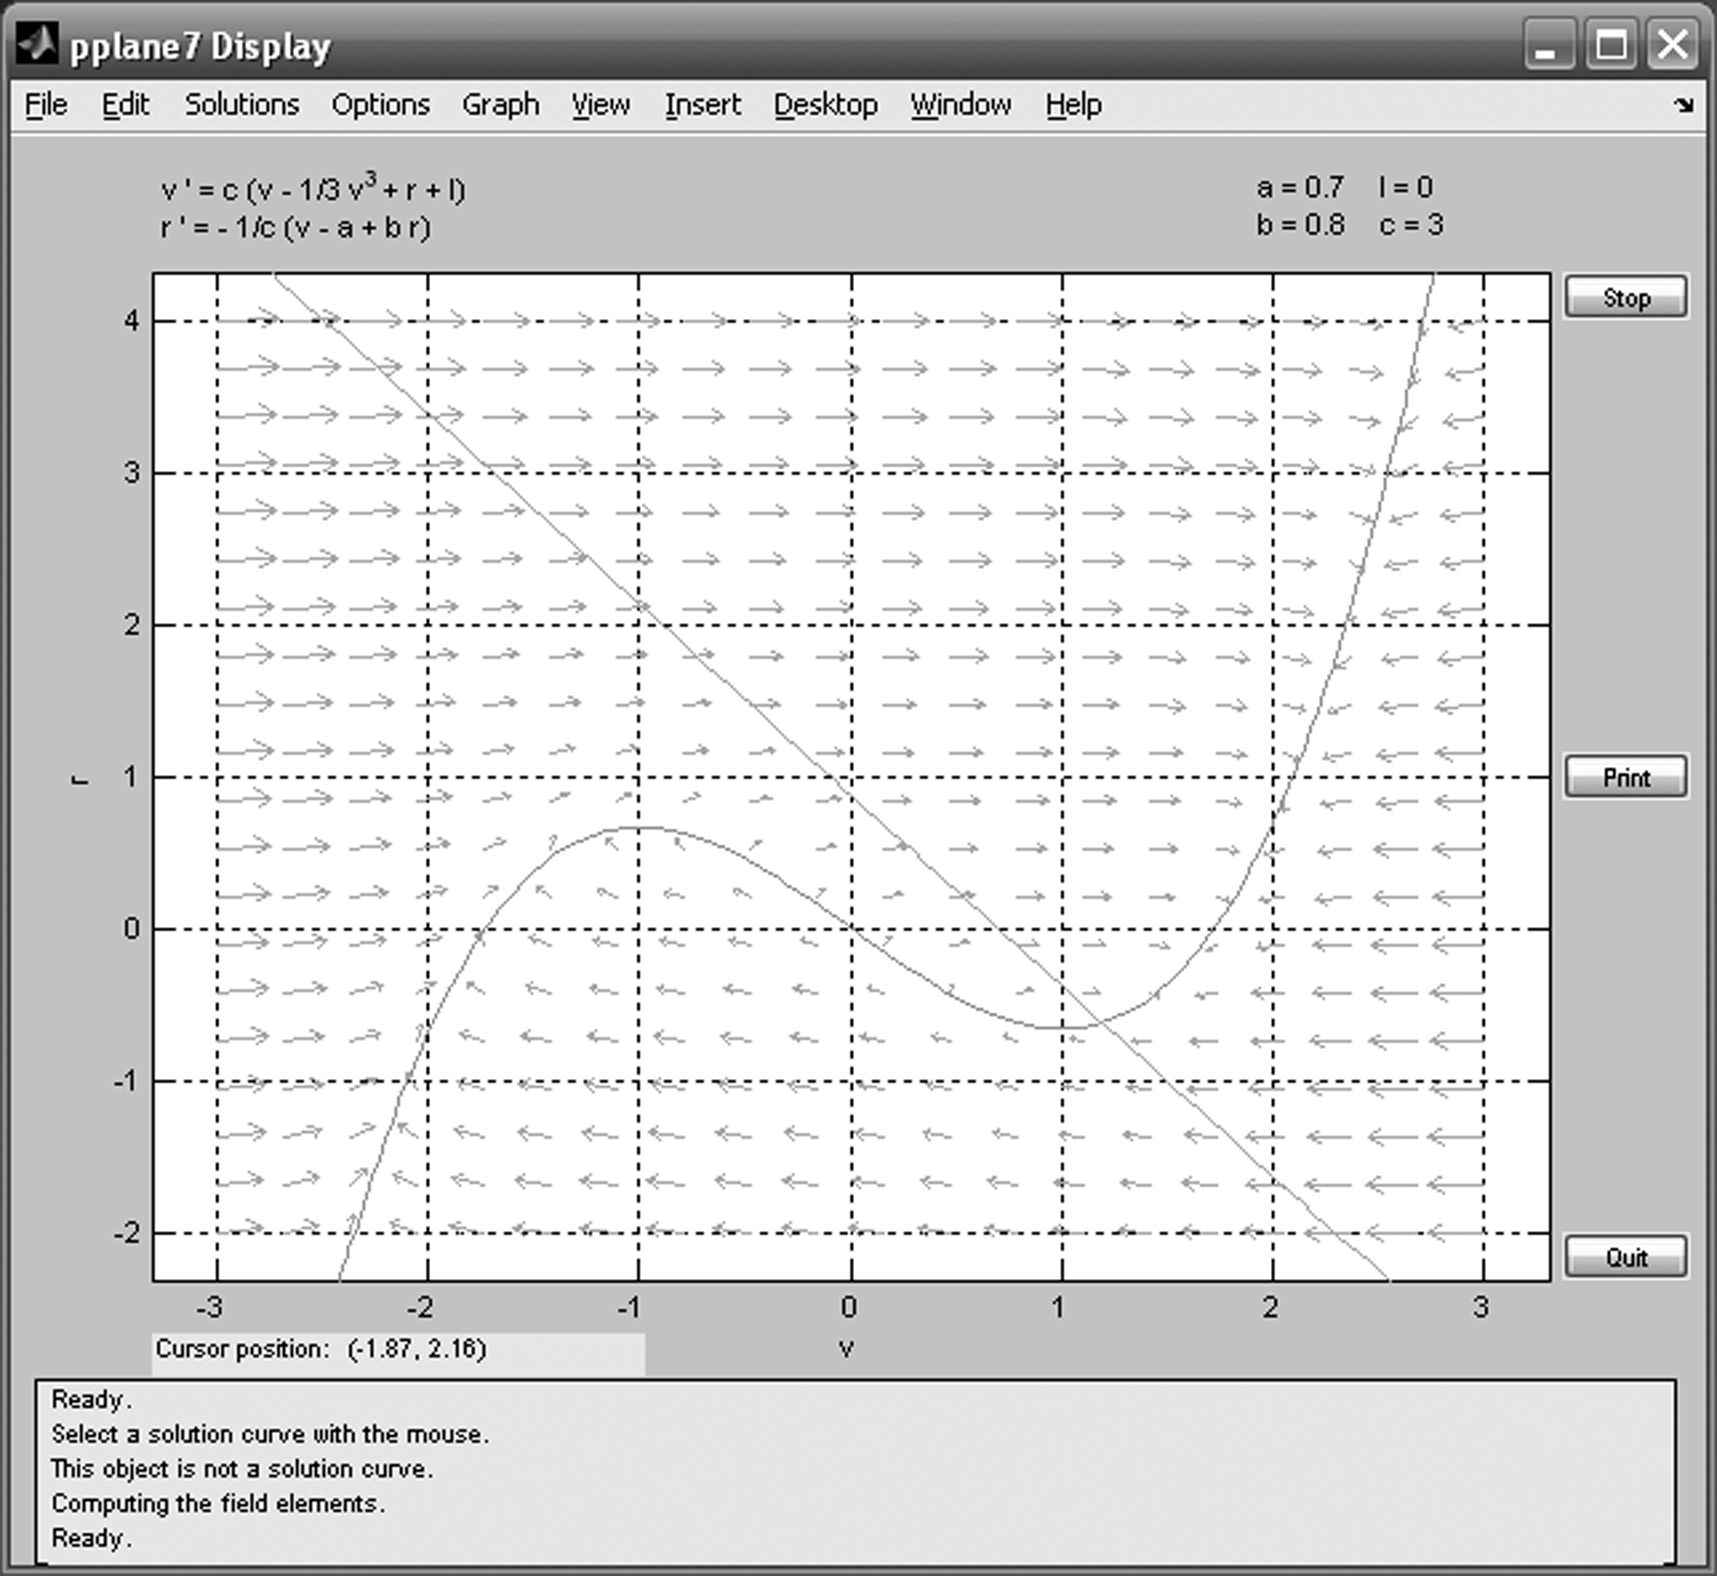 pplane7 Display
File Edit Solutions Options Graph View Insert Desktop Window Help
v ' = c (v - 1/3 v³ + r + l)
a = 0.7 l = 0
r ' = - 1/c (v - a + b r)
b = 0.8 c = 3
Stop
Print
Quit
4
3
2
1
0
-1
-2
r
-3 -2 -1 0 1 2 3
v
Cursor position: (-1.87, 2.16)
Ready.
Select a solution curve with the mouse.
This object is not a solution curve.
Computing the field elements.
Ready.